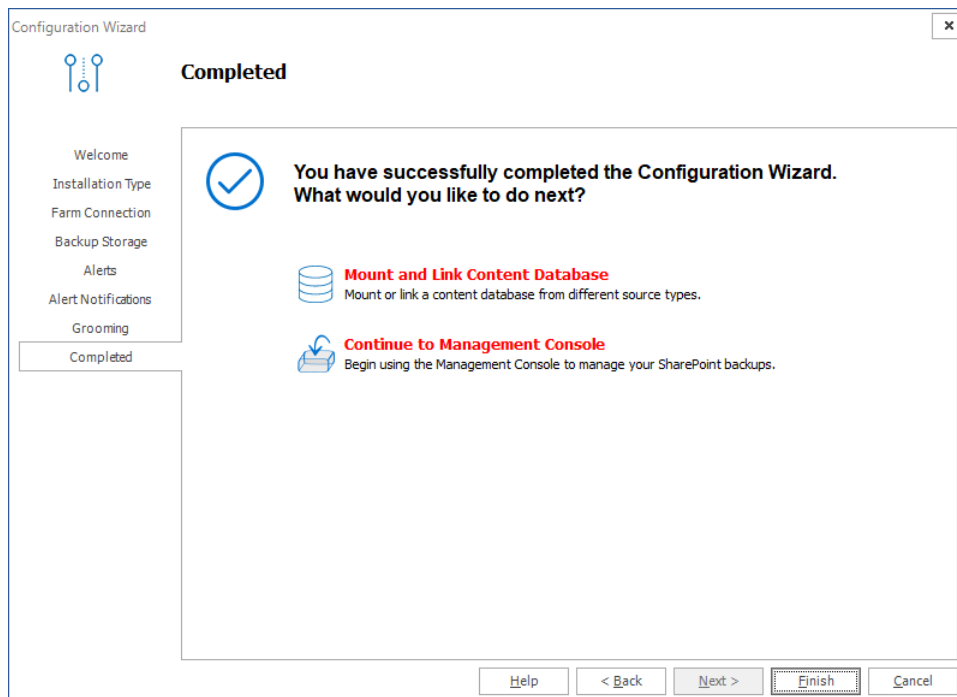 Configuration Wizard
Completed
Welcome
Installation Type
Farm Connection
Backup Storage
Alerts
Alert Notifications
Grooming
Completed
You have successfully completed the Configuration Wizard.
What would you like to do next?
Mount and Link Content Database
Mount or link a content database from different source types.
Continue to Management Console
Begin using the Management Console to manage your SharePoint backups.
Help
< Back
Next >
Finish
Cancel